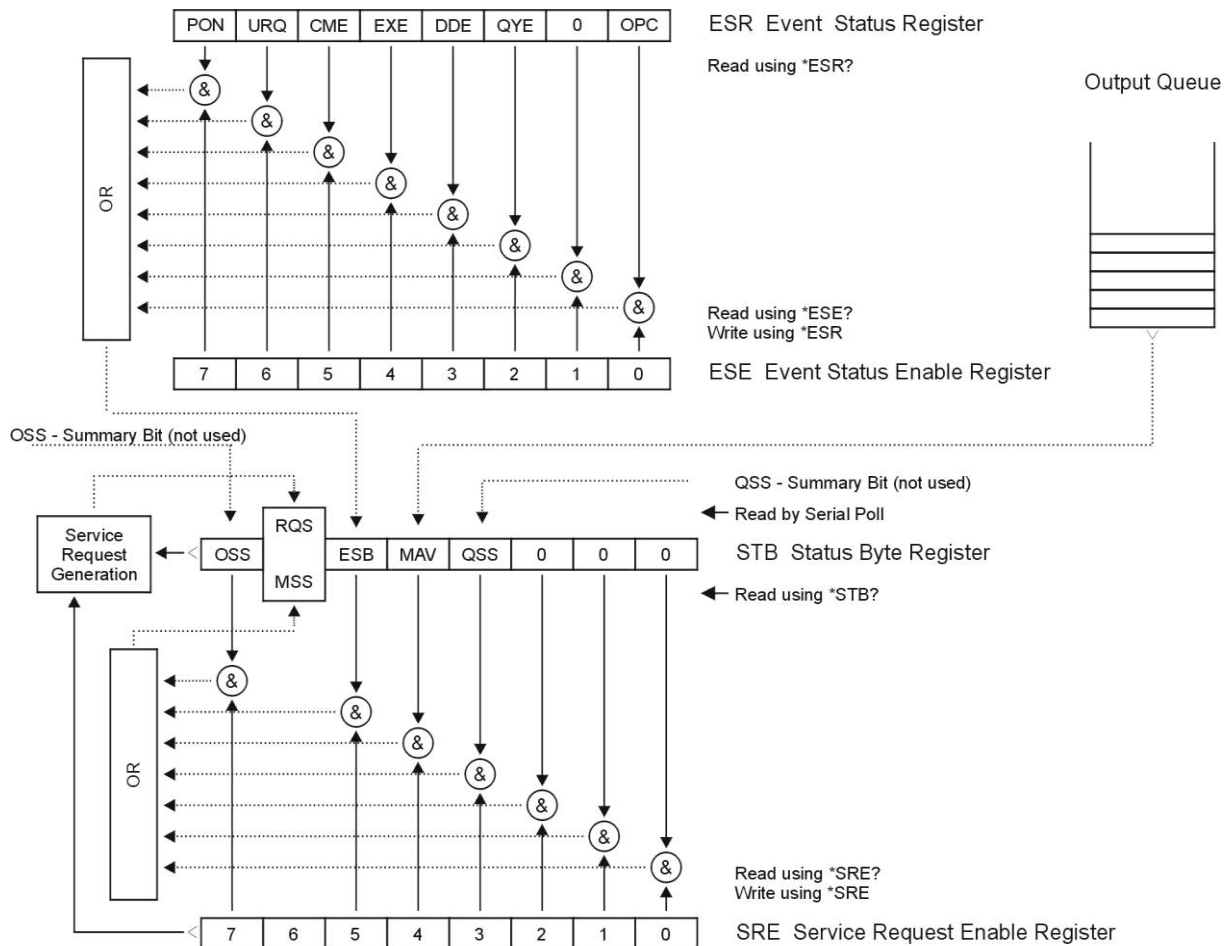 PON URQ CME EXE DDE QYE 0 OPC
ESR Event Status Register
Read using *ESR?
Output Queue
&
&
&
&
&
&
&
&
OR
Read using *ESE?
Write using *ESR
7 6 5 4 3 2 1 0
ESE Event Status Enable Register
OSS - Summary Bit (not used)
QSS - Summary Bit (not used)
Read by Serial Poll
Service
Request
Generation
OSS
RQS
MSS
ESB MAV QSS 0 0 0
STB Status Byte Register
Read using *STB?
&
&
&
&
&
&
&
OR
Read using *SRE?
Write using *SRE
7 6 5 4 3 2 1 0
SRE Service Request Enable Register